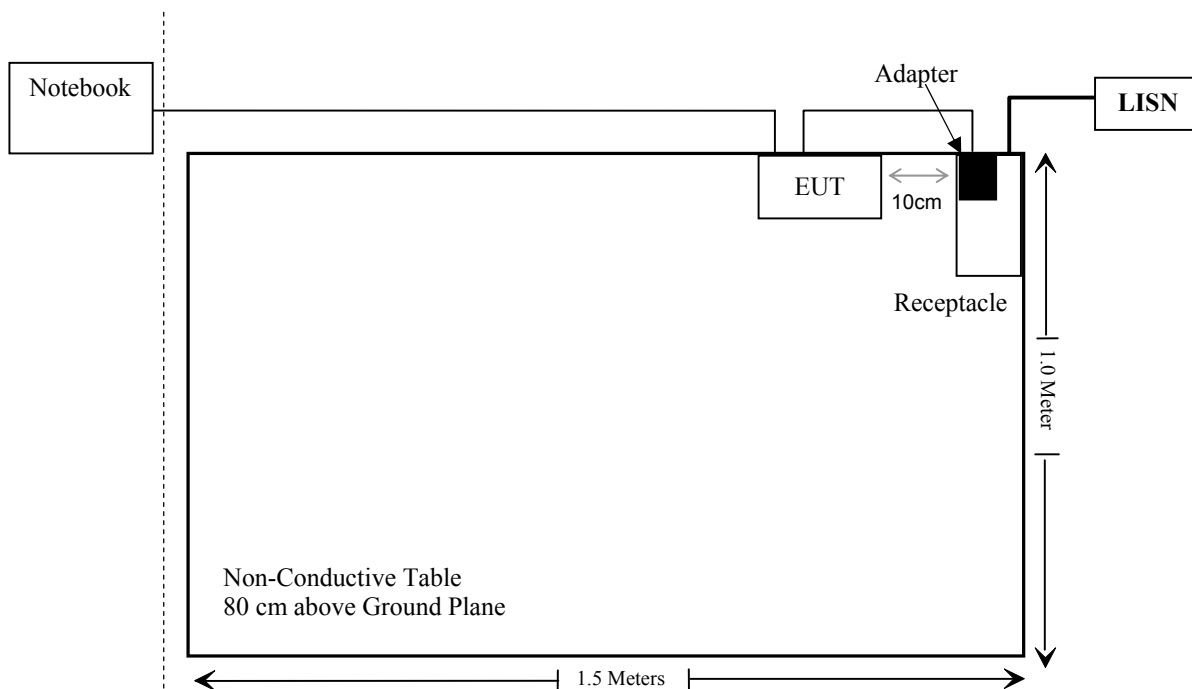 Notebook
Adapter
LISN
EUT
10cm
Receptacle
1.0 Meter
Non-Conductive Table
80 cm above Ground Plane
1.5 Meters